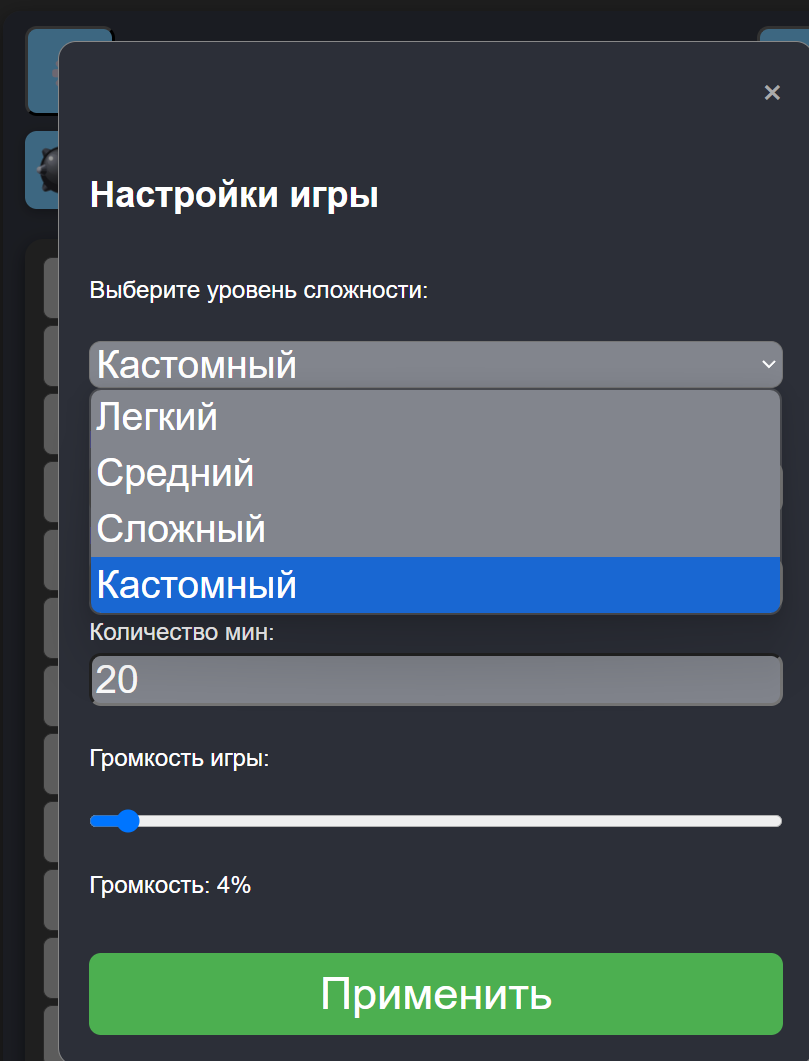 ×
Настройки игры
Выберите уровень сложности:
Кастомный
Легкий
Средний
Сложный
Кастомный
Количество мин:
20
Громкость игры:
Громкость: 4%
Применить